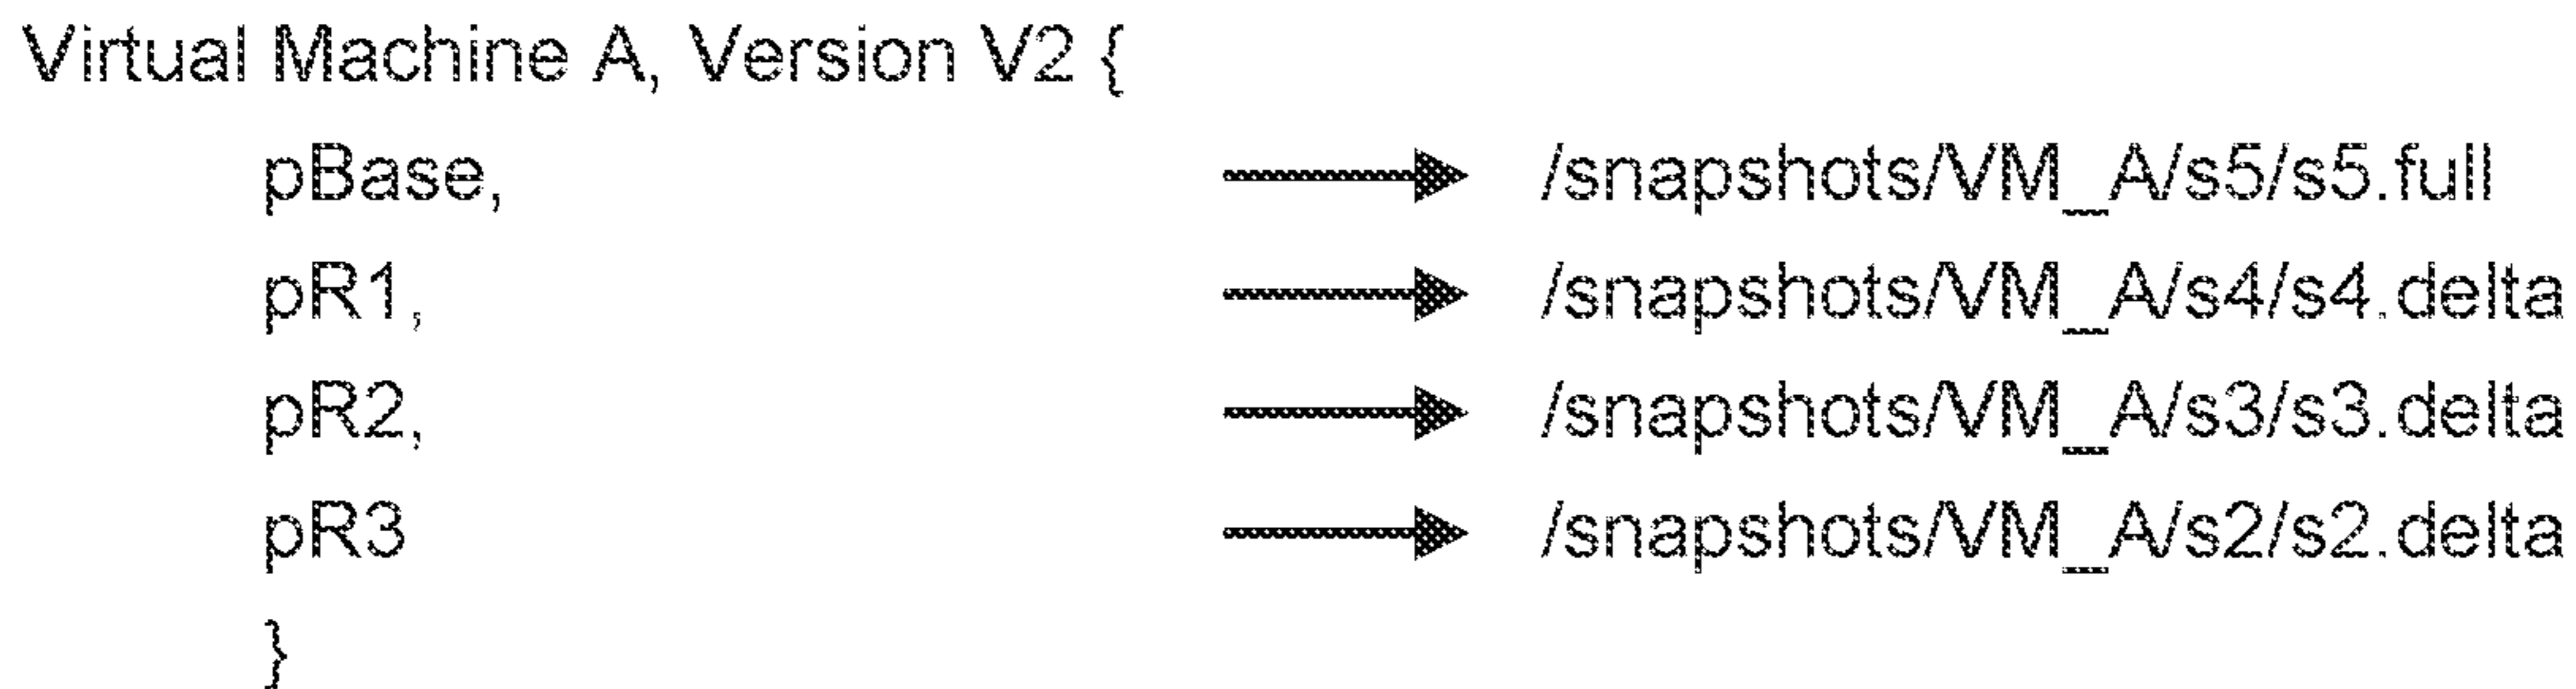 Virtual Machine A, Version V2 {
pBase, /snapshots/VM_A/s5/s5.full
pR1, /snapshots/VM_A/s4/s4.delta
pR2, /snapshots/VM_A/s3/s3.delta
pR3 /snapshots/VM_A/s2/s2.delta
}